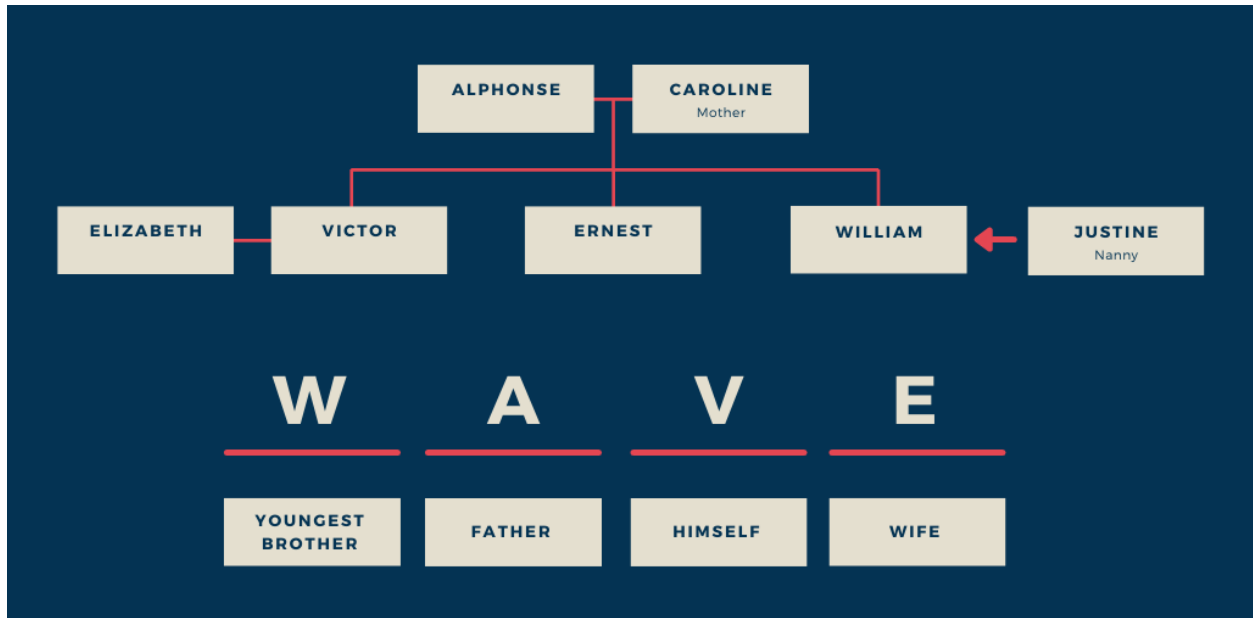 ALPHONSE
CAROLINE
Mother
ELIZABETH
VICTOR
ERNEST
WILLIAM
JUSTINE
Nanny
W A V E
YOUNGEST
BROTHER
FATHER
HIMSELF
WIFE